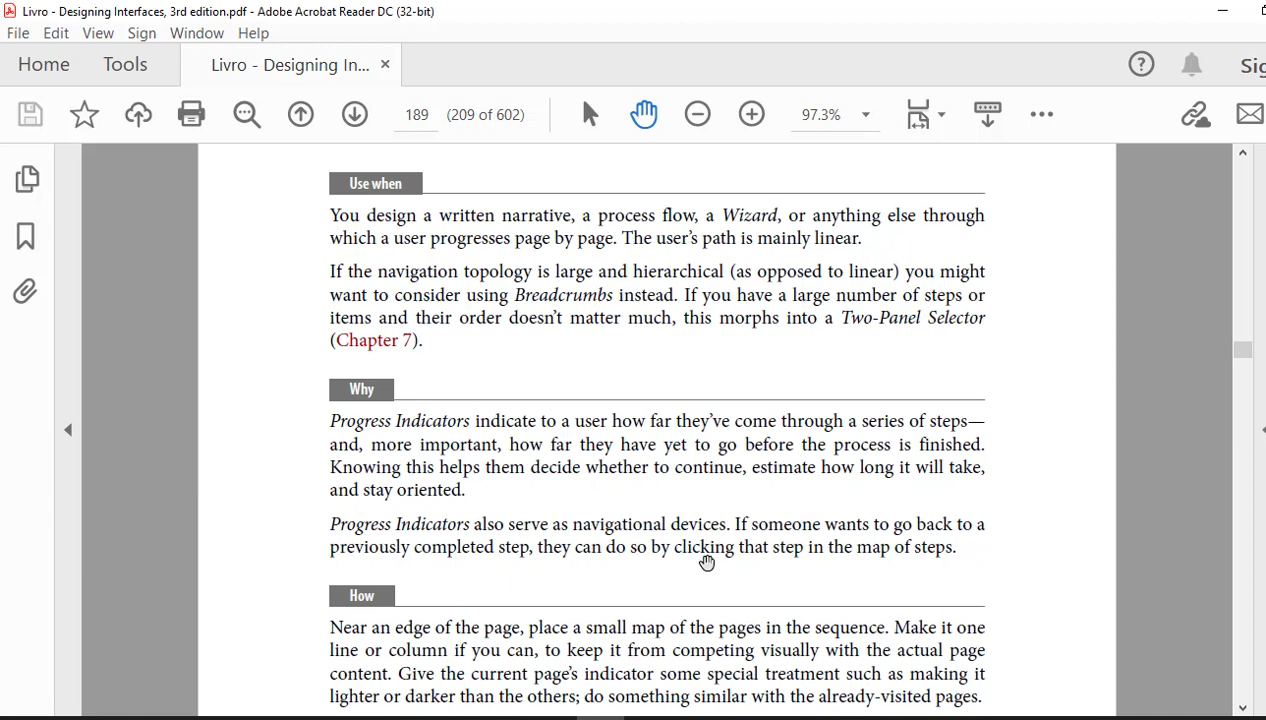 Livro - Designing Interfaces, 3rd edition.pdf - Adobe Acrobat Reader DC (32-bit)
File Edit View Sign Window Help
Home Tools Livro - Designing In... × ? Sig
189 (209 of 602) 97.3%
Use when
You design a written narrative, a process flow, a Wizard, or anything else through
which a user progresses page by page. The user's path is mainly linear.
If the navigation topology is large and hierarchical (as opposed to linear) you might
want to consider using Breadcrumbs instead. If you have a large number of steps or
items and their order doesn't matter much, this morphs into a Two-Panel Selector
(Chapter 7).
Why
Progress Indicators indicate to a user how far they've come through a series of steps—
and, more important, how far they have yet to go before the process is finished.
Knowing this helps them decide whether to continue, estimate how long it will take,
and stay oriented.
Progress Indicators also serve as navigational devices. If someone wants to go back to a
previously completed step, they can do so by clicking that step in the map of steps.
How
Near an edge of the page, place a small map of the pages in the sequence. Make it one
line or column if you can, to keep it from competing visually with the actual page
content. Give the current page's indicator some special treatment such as making it
lighter or darker than the others; do something similar with the already-visited pages.